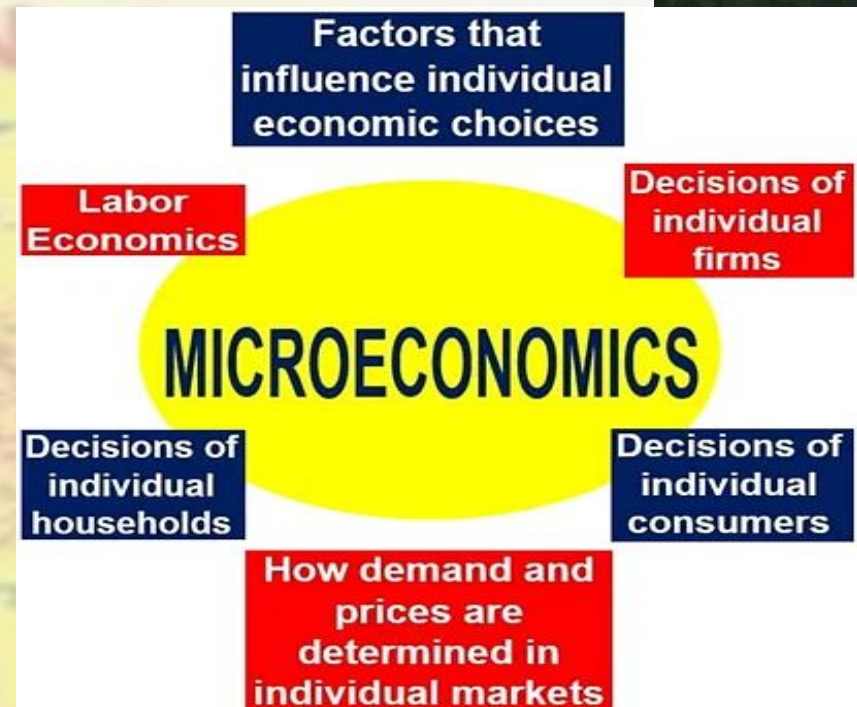 Factors that
influence individual
economic choices
Labor
Economics
Decisions of
individual
firms
MICROECONOMICS
Decisions of
individual
households
Decisions of
individual
consumers
How demand and
prices are
determined in
individual markets